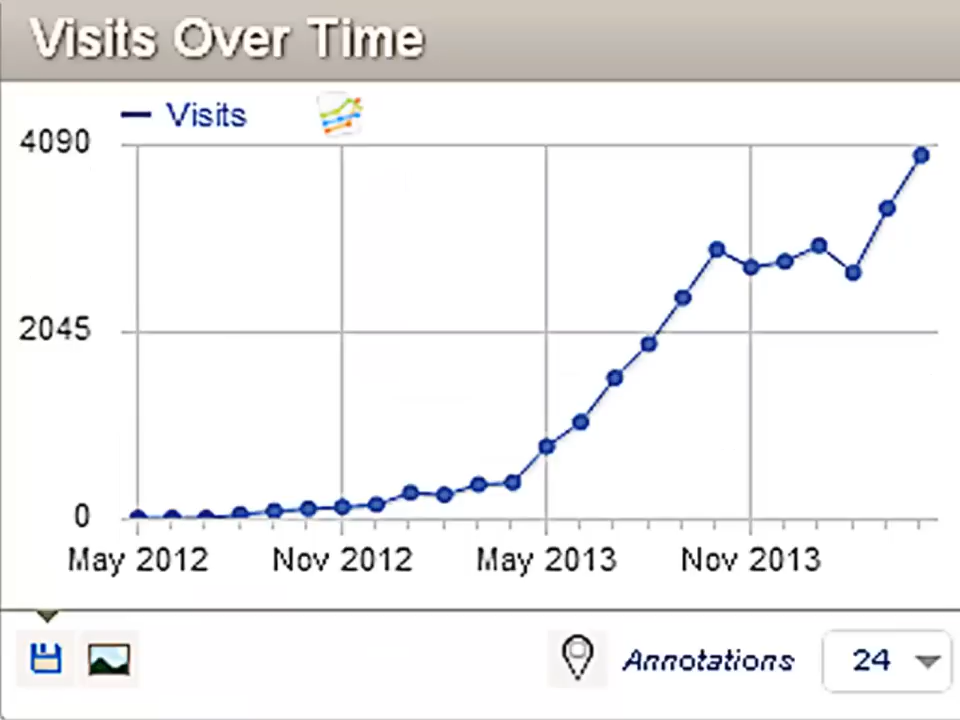 Visits Over Time
Visits
4090
2045
0
May 2012 Nov 2012 May 2013 Nov 2013
Annotations 24